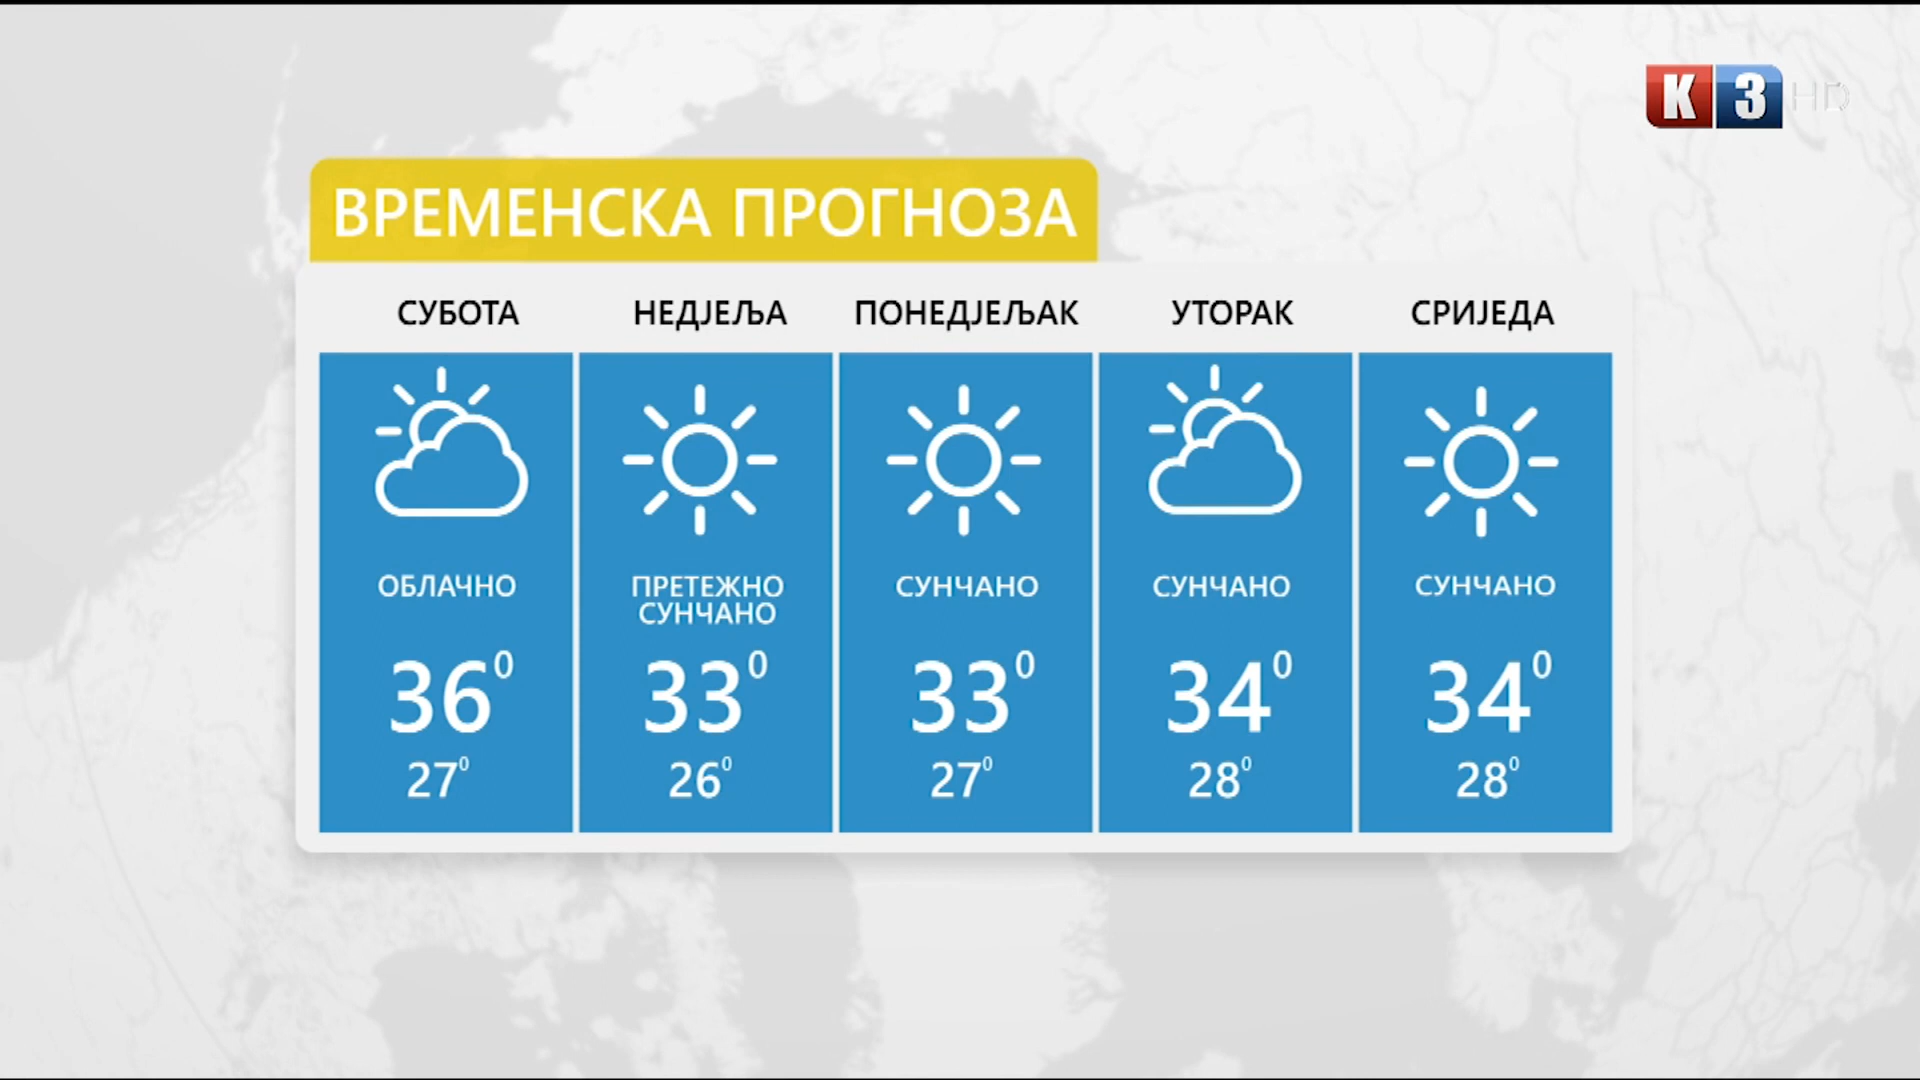 К 3 HD
ВРЕМЕНСКА ПРОГНОЗА
СУБОТА НЕДЈЕЉА ПОНЕДЈЕЉАК УТОРАК СРИЈЕДА
ОБЛАЧНО ПРЕТЕЖНО СУНЧАНО СУНЧАНО СУНЧАНО
СУНЧАНО
36⁰ 33⁰ 33⁰ 34⁰ 34⁰
27⁰ 26⁰ 27⁰ 28⁰ 28⁰